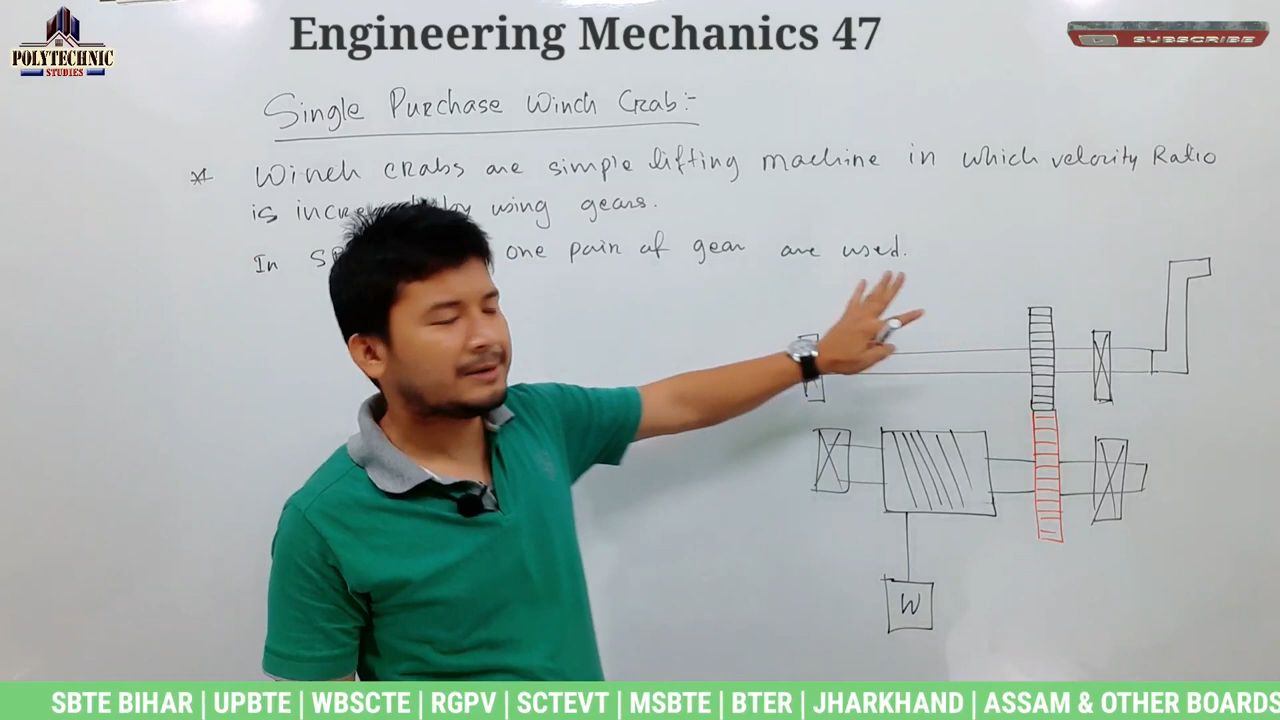 Engineering Mechanics 47
POLYTECHNIC
STUDIES
SUBSCRIBE
Single Purchase Winch Crab:-
* Winch crabs are simple lifting machine in which velocity Ratio
is by using gears.
In one pair of gear are used.
W
SBTE BIHAR | UPBTE | WBSCTE | RGPV | SCTEVT | MSBTE | BTER | JHARKHAND | ASSAM & OTHER BOARDS